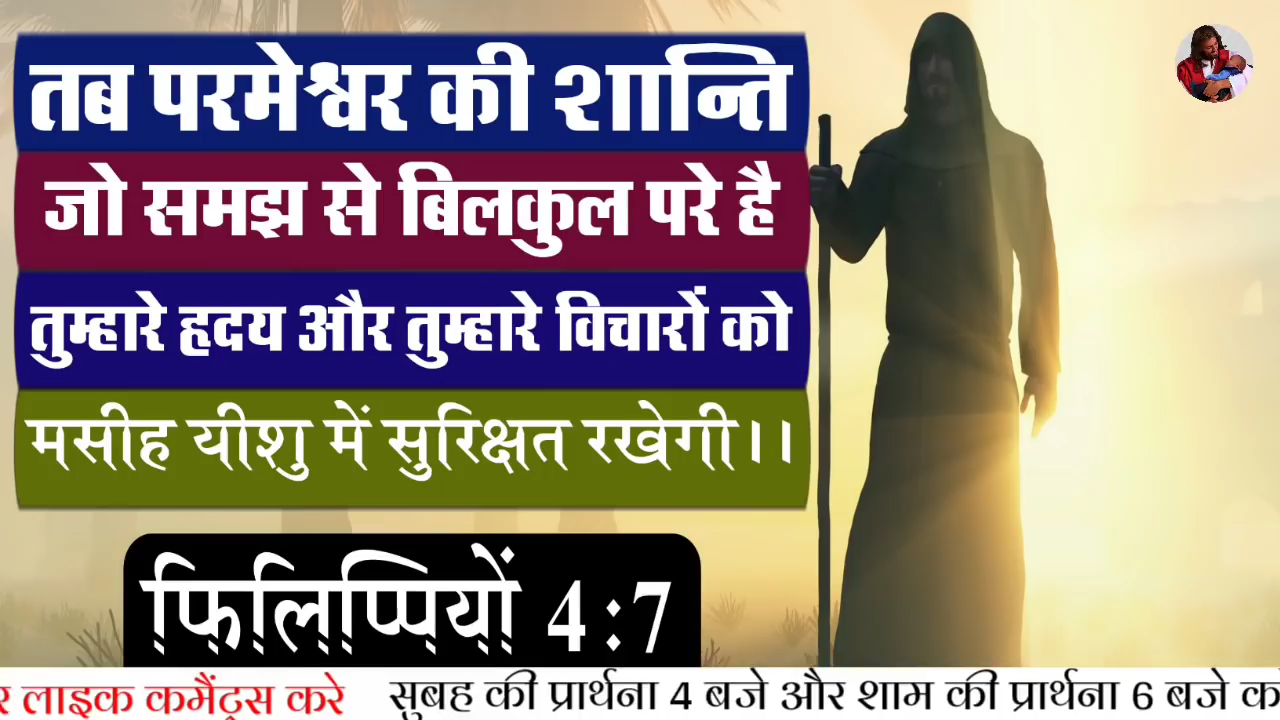 तब परमेश्वर की शान्ति
जो समझ से बिलकुल परे है
तुम्हारे हृदय और तुम्हारे विचारों को
मसीह यीशु में सुरिक्षत रखेगी।।
फिलिप्पियों 4:7
लाइक कमैंट्स करे सुबह की प्रार्थना 4 बजे और शाम की प्रार्थना 6 बजे